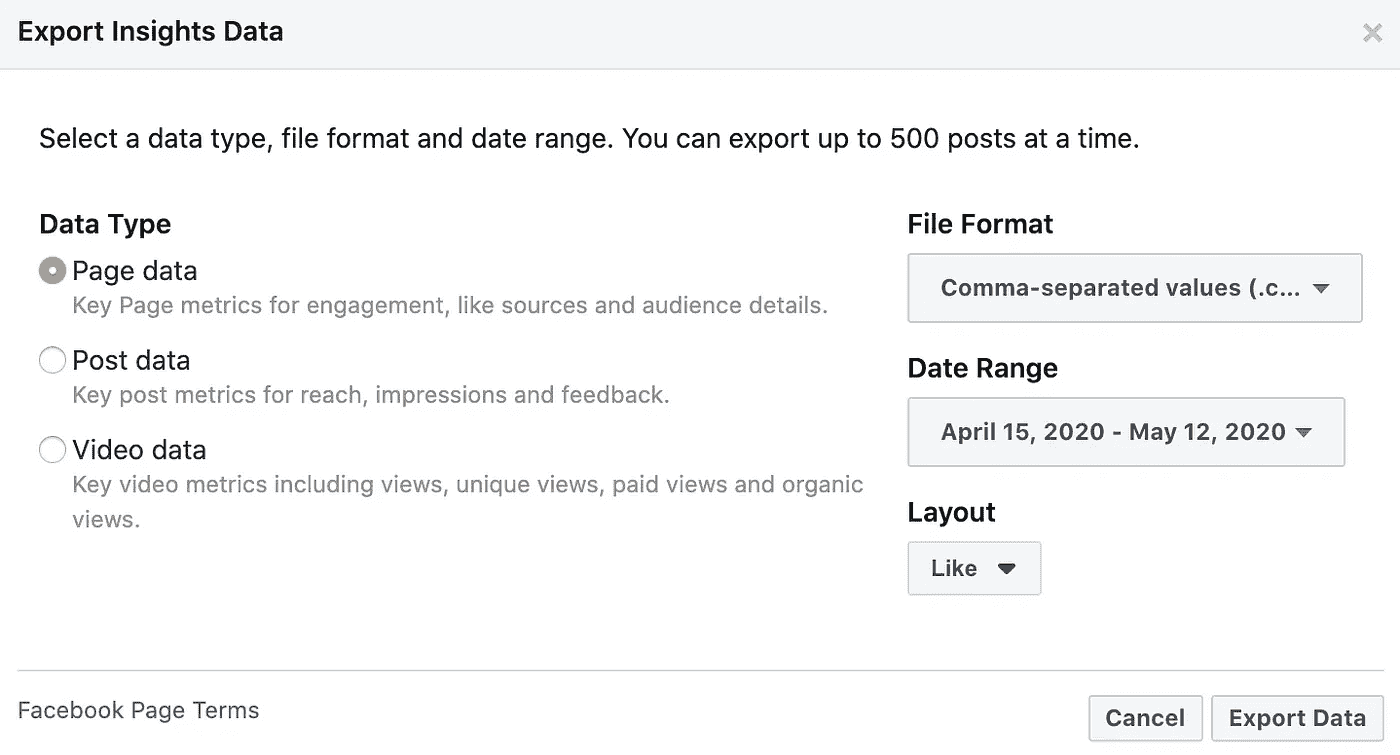 Export Insights Data
Select a data type, file format and date range. You can export up to 500 posts at a time.
Data Type
Page data
Key Page metrics for engagement, like sources and audience details.
Post data
Key post metrics for reach, impressions and feedback.
Video data
Key video metrics including views, unique views, paid views and organic
views.
File Format
Comma-separated values (.c...
Date Range
April 15, 2020 - May 12, 2020
Layout
Like
Facebook Page Terms
Cancel
Export Data